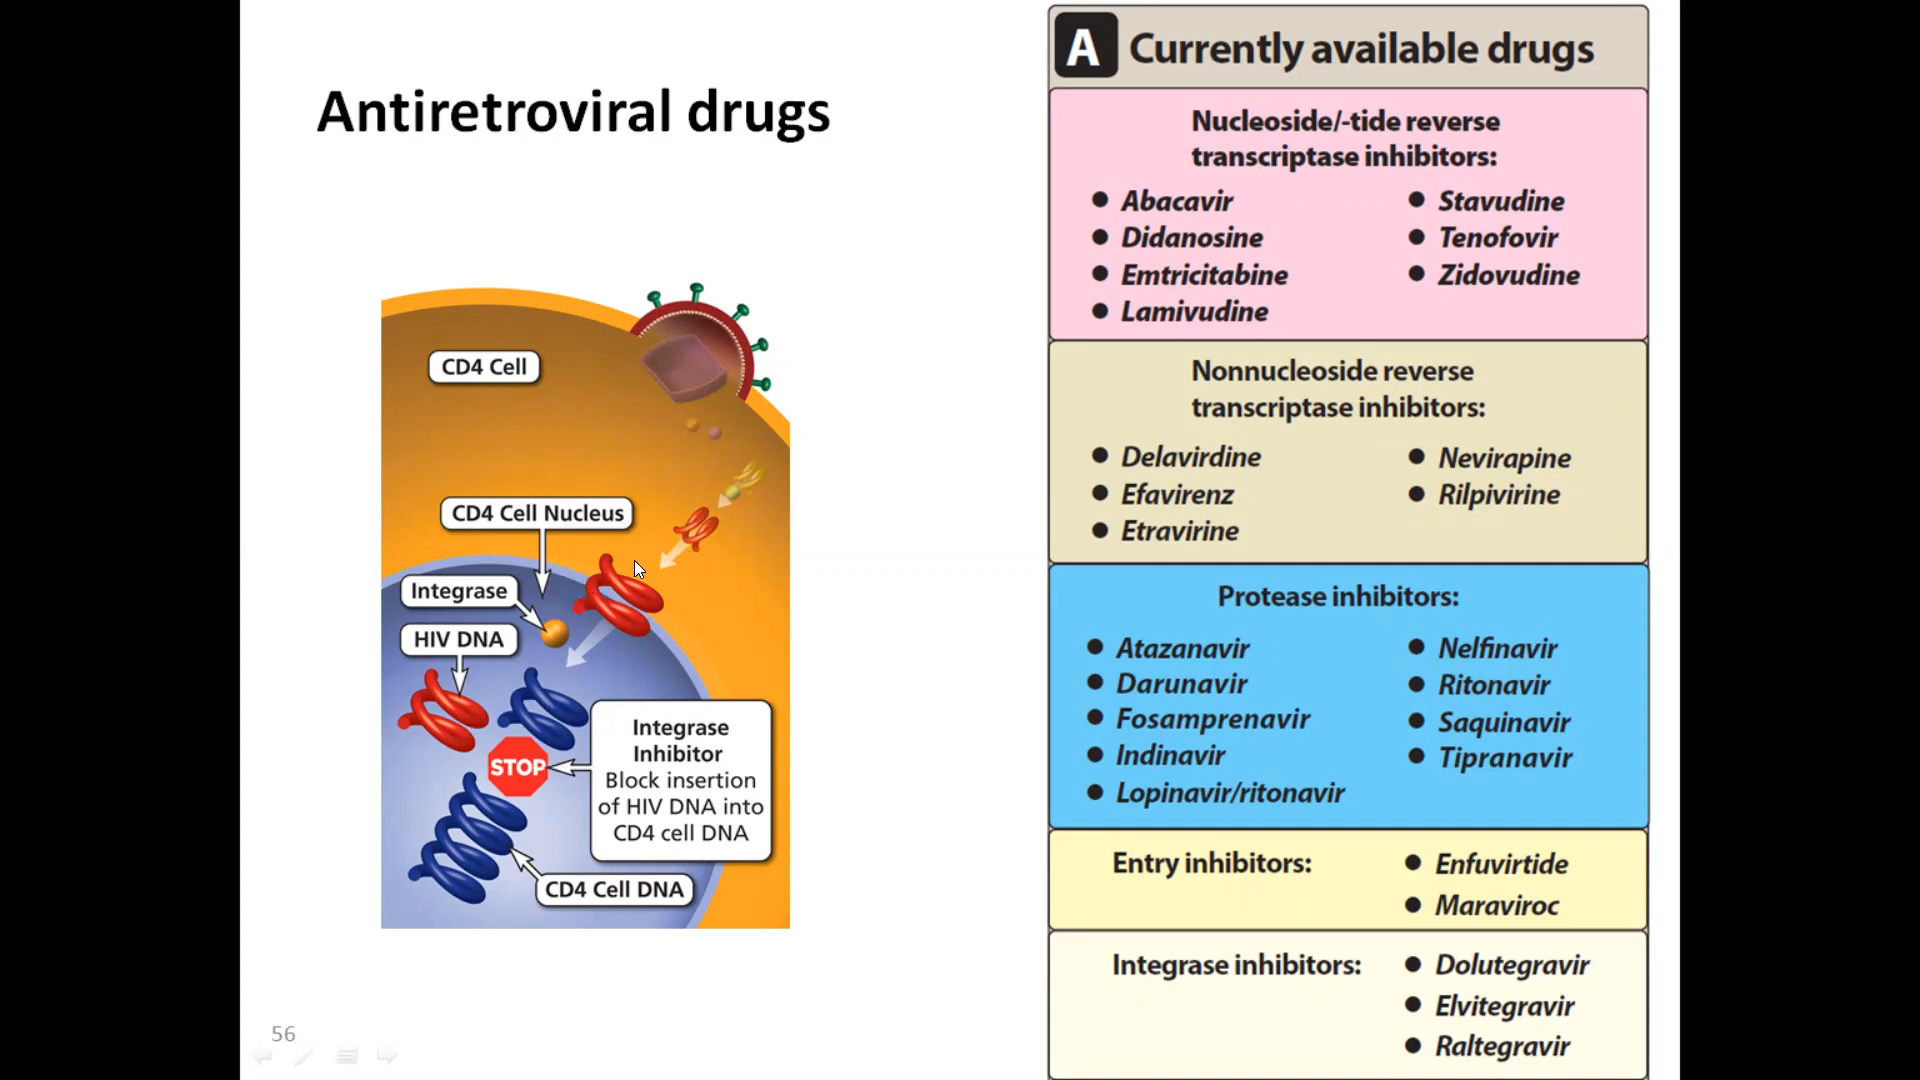 Antiretroviral drugs
CD4 Cell
CD4 Cell Nucleus
Integrase
HIV DNA
STOP
Integrase
Inhibitor
Block insertion
of HIV DNA into
CD4 cell DNA
CD4 Cell DNA
56
A Currently available drugs
Nucleoside/-tide reverse
transcriptase inhibitors:
● Abacavir
● Didanosine
● Emtricitabine
● Lamivudine
● Stavudine
● Tenofovir
● Zidovudine
Nonnucleoside reverse
transcriptase inhibitors:
● Delavirdine
● Efavirenz
● Etravirine
● Nevirapine
● Rilpivirine
Protease inhibitors:
● Atazanavir
● Darunavir
● Fosamprenavir
● Indinavir
● Lopinavir/ritonavir
● Nelfinavir
● Ritonavir
● Saquinavir
● Tipranavir
Entry inhibitors:
● Enfuvirtide
● Maraviroc
Integrase inhibitors:
● Dolutegravir
● Elvitegravir
● Raltegravir